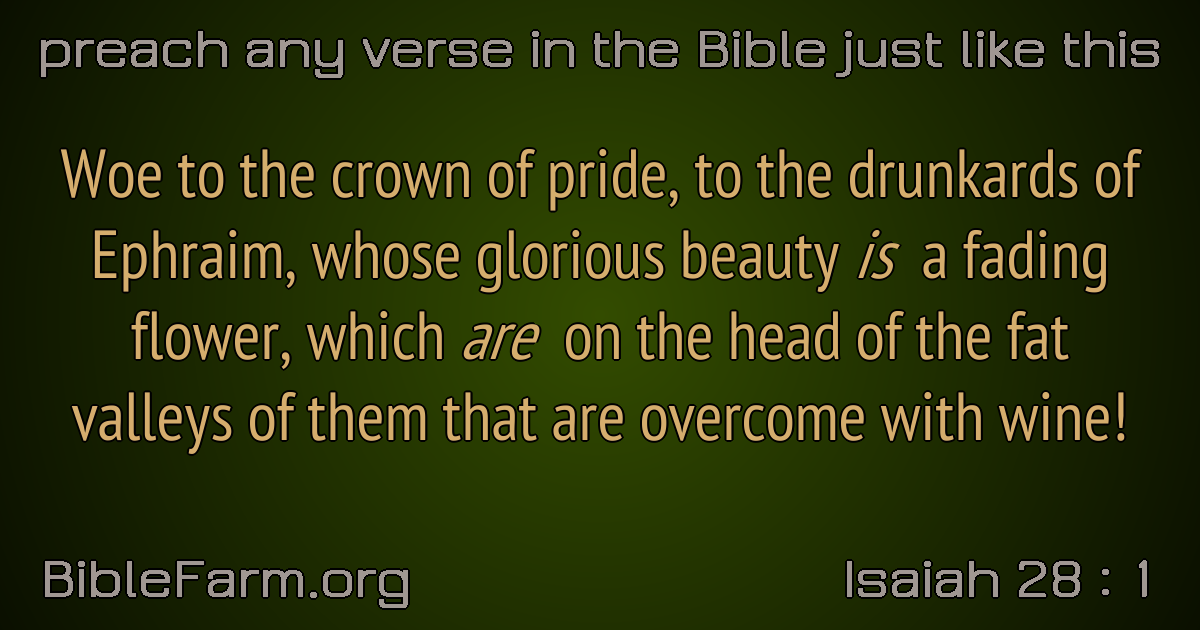 preach any verse in the Bible just like this
Woe to the crown of pride, to the drunkards of
Ephraim, whose glorious beauty is a fading
flower, which are on the head of the fat
valleys of them that are overcome with wine!
BibleFarm.org
Isaiah 28 : 1